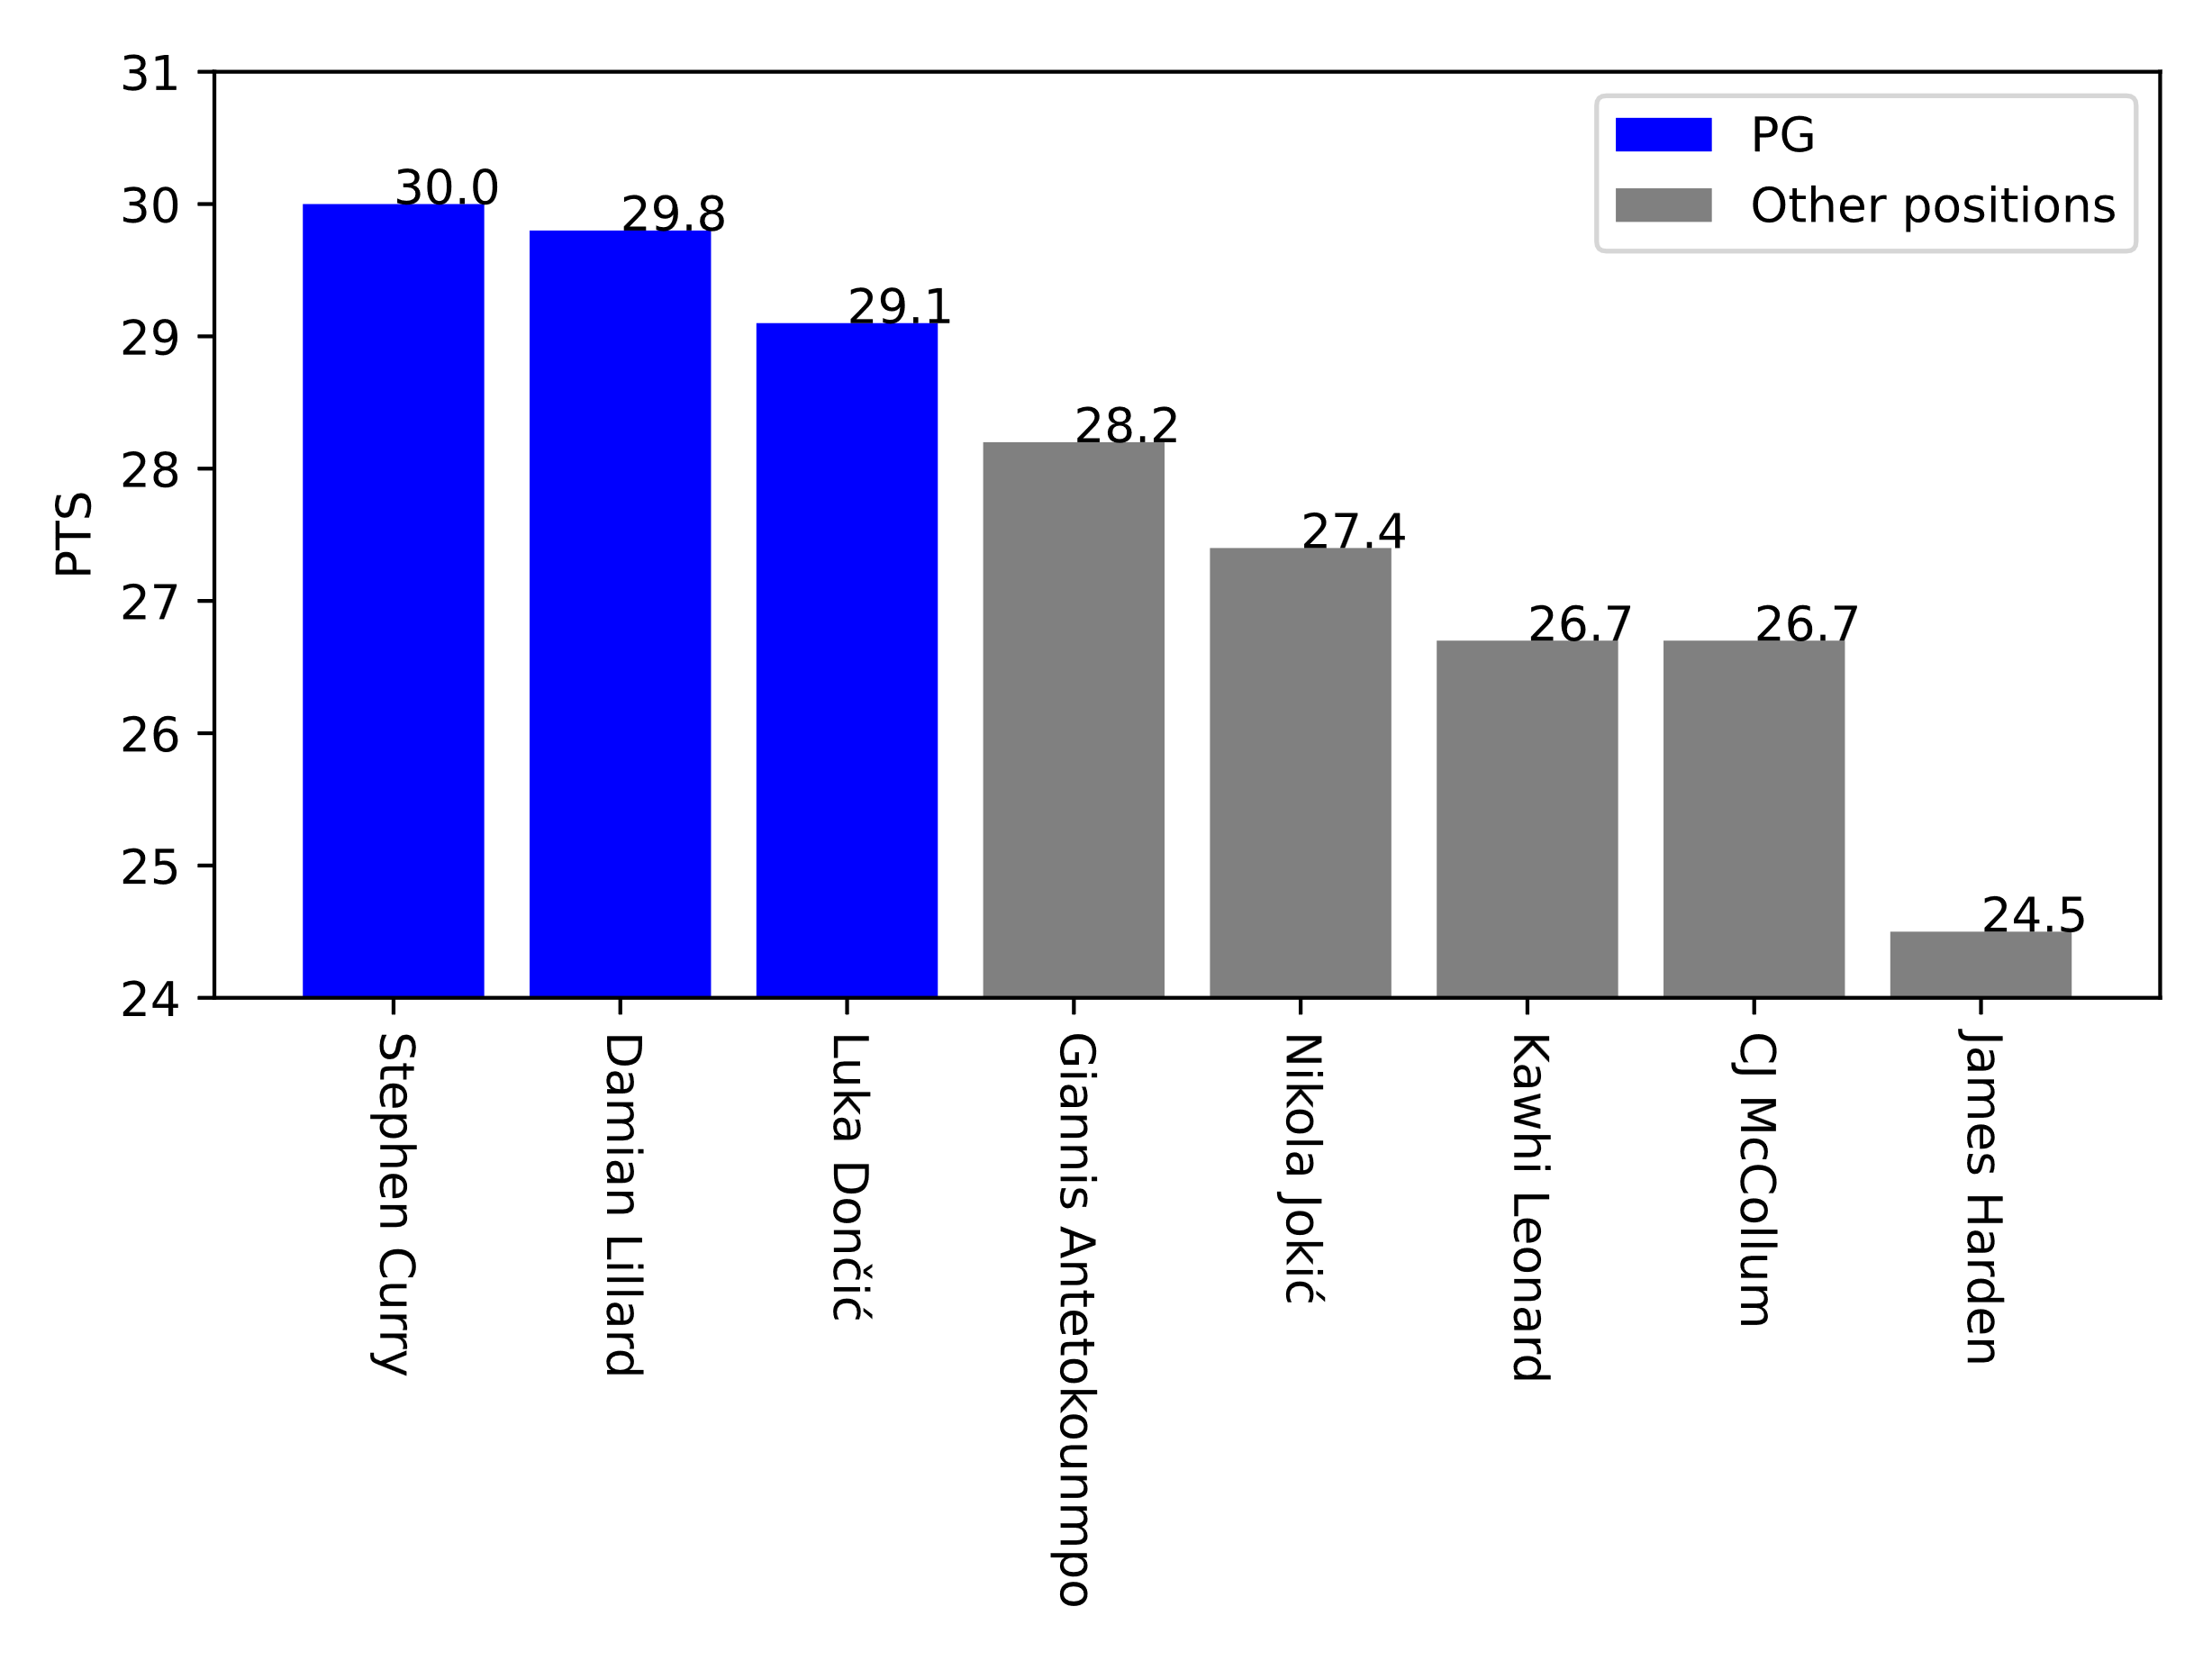 31
30
29
28
27
26
25
24
PTS
PG
Other positions
30.0
29.8
29.1
28.2
27.4
26.7
26.7
24.5
Stephen Curry
Damian Lillard
Luka Dončić
Giannis Antetokounmpo
Nikola Jokić
Kawhi Leonard
CJ McCollum
James Harden